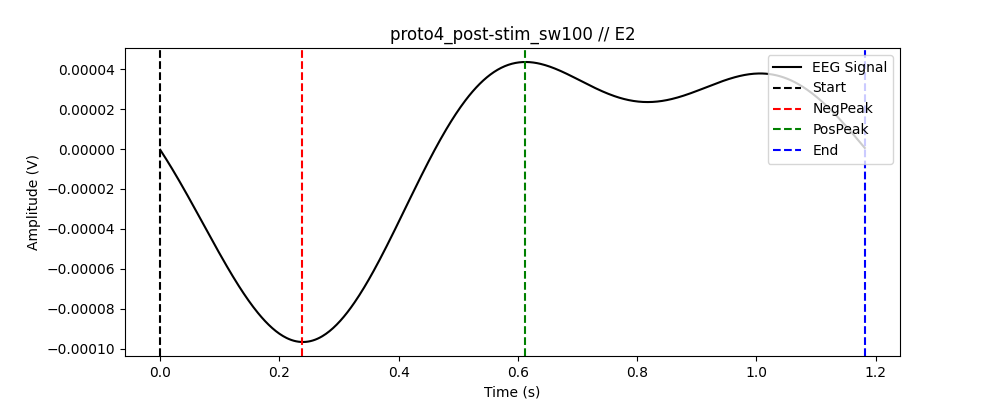 proto4_post-stim_sw100 // E2
Amplitude (V)
0.00004
0.00002
0.00000
−0.00002
−0.00004
−0.00006
−0.00008
−0.00010
EEG Signal
Start
NegPeak
PosPeak
End
0.0 0.2 0.4 0.6 0.8 1.0 1.2
Time (s)